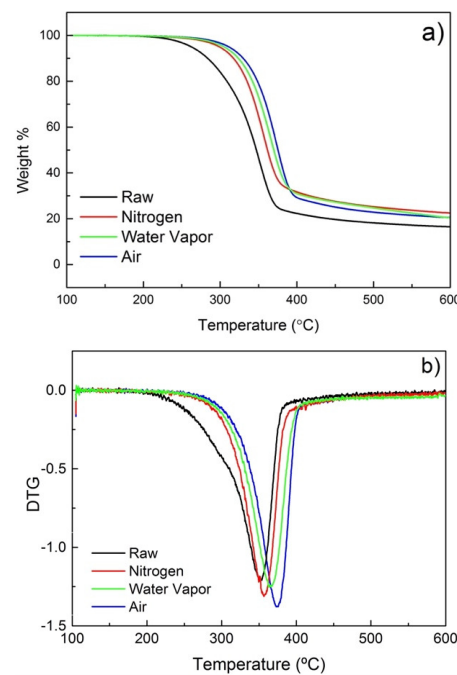 a)
100
80
60
40
20
0
Weight %
Raw
Nitrogen
Water Vapor
Air
100 200 300 400 500 600
Temperature (°C)
b)
0.0
-0.5
-1.0
-1.5
DTG
Raw
Nitrogen
Water Vapor
Air
100 200 300 400 500 600
Temperature (ºC)